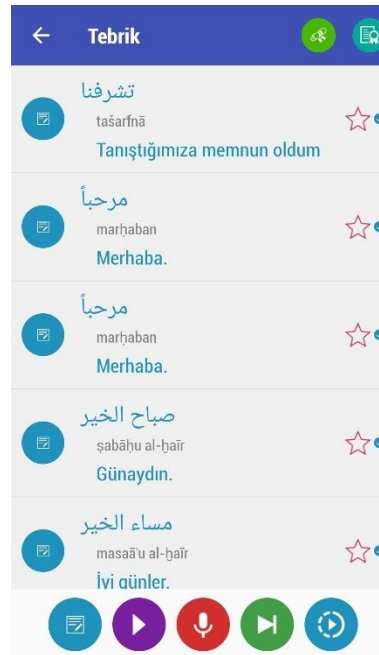 Tebrik
تشرفنا
tašarfnā
Tanıştığımıza memnun oldum
مرحباً
marḥaban
Merhaba.
مرحباً
marḥaban
Merhaba.
صباح الخير
ṣabāḥu al-ḫaīr
Günaydın.
مساء الخير
masaā'u al-ḫaīr
İyi günler.